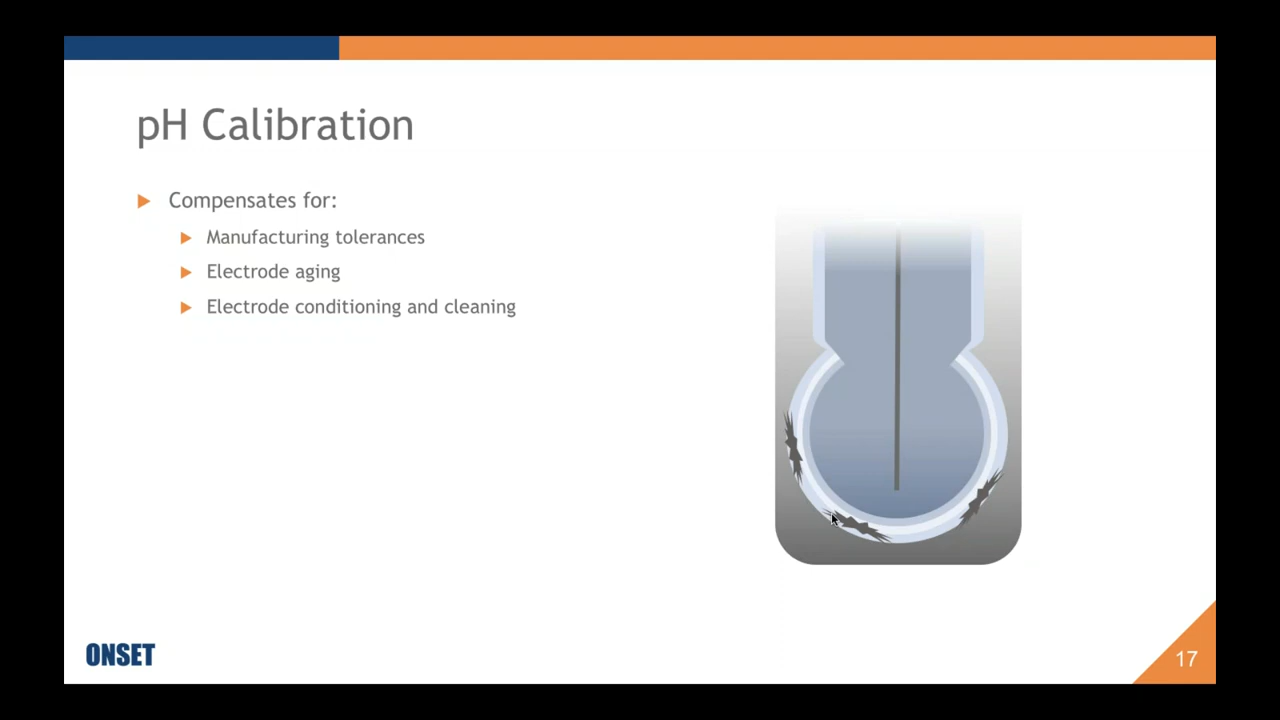 pH Calibration
Compensates for:
Manufacturing tolerances
Electrode aging
Electrode conditioning and cleaning
ONSET
17